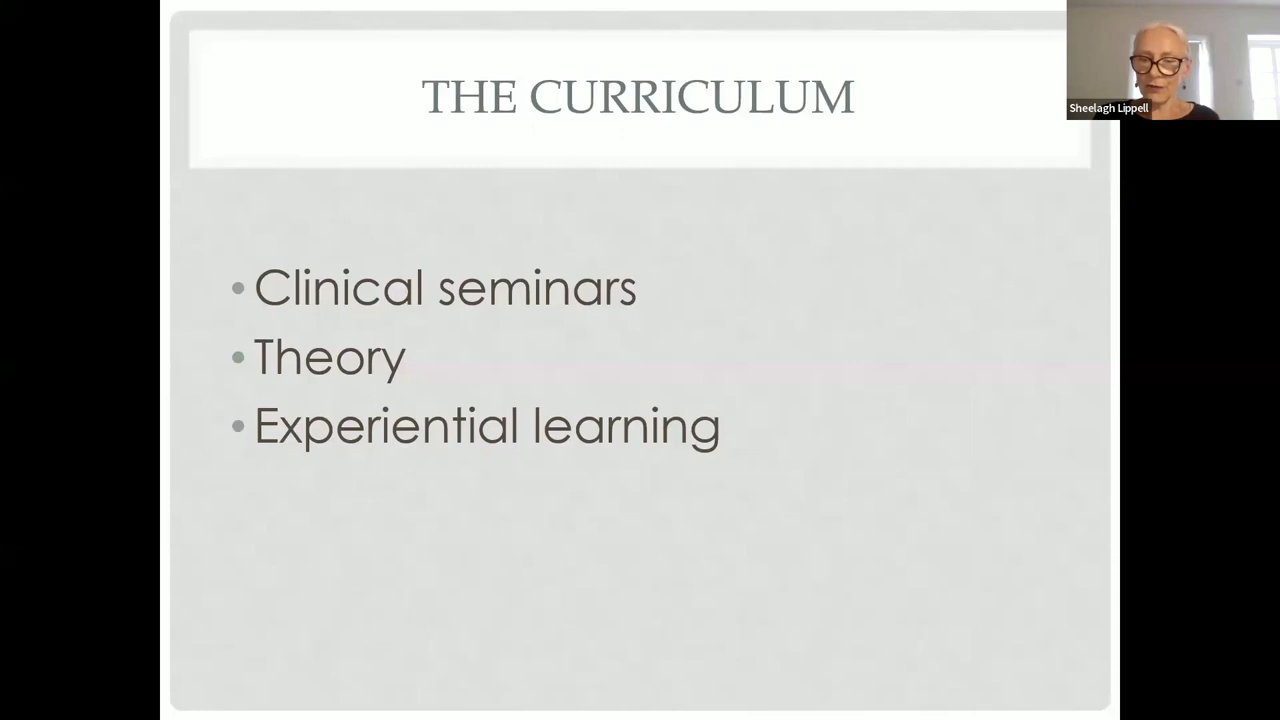 THE CURRICULUM
Sheelagh Lippell
• Clinical seminars
• Theory
• Experiential learning